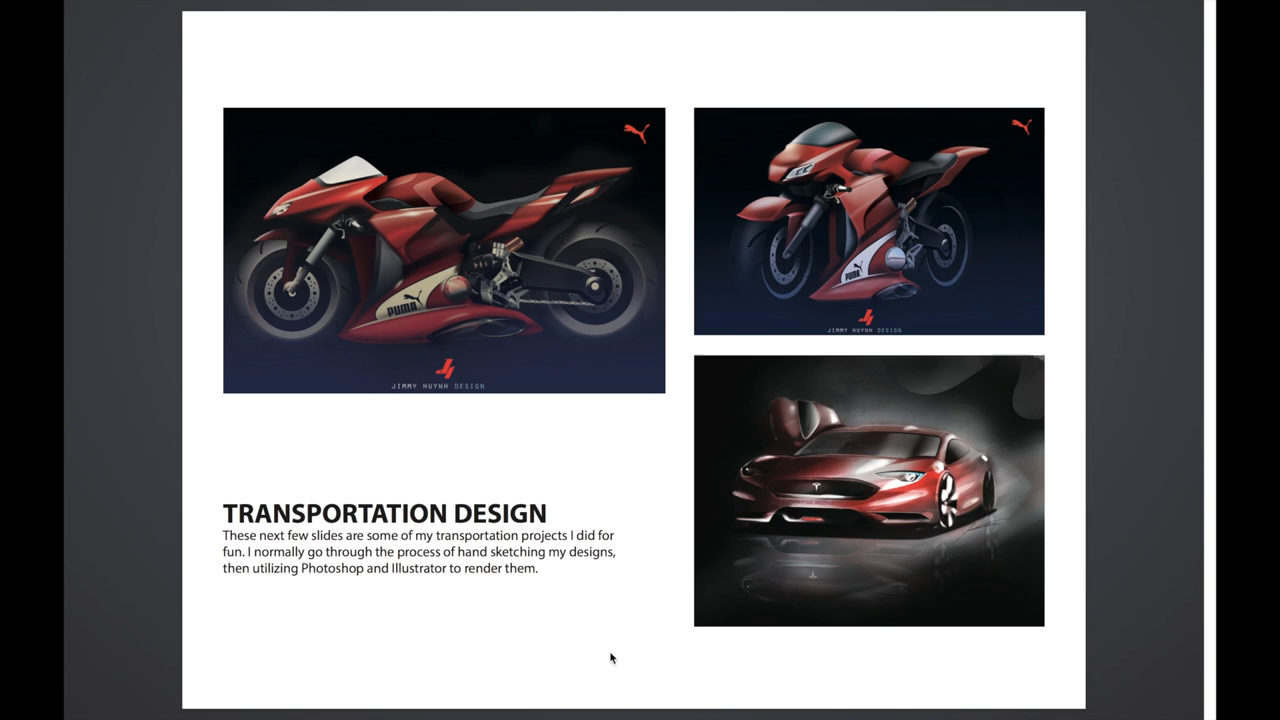 PUMA
JIMMY HUYNH DESIGN
PUMA
JIMMY HUYNH DESIGN
TRANSPORTATION DESIGN
These next few slides are some of my transportation projects I did for
fun. I normally go through the process of hand sketching my designs,
then utilizing Photoshop and Illustrator to render them.